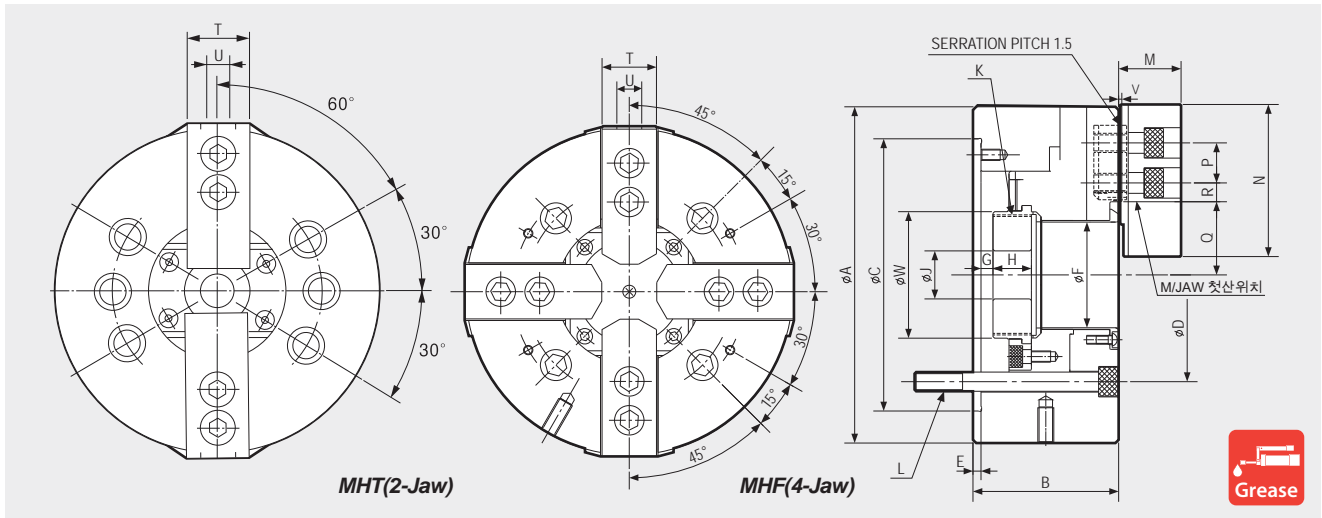 T
U
60°
30°
30°
MHT(2-Jaw)
T
U
45°
15°
30°
30°
15°
45°
MHF(4-Jaw)
SERRATION PITCH 1.5
K
M
V
P
R
N
Q
øA
øC
øW
øJ
G
H
øF
øD
M/JAW 첫산위치
E
L
B
Grease